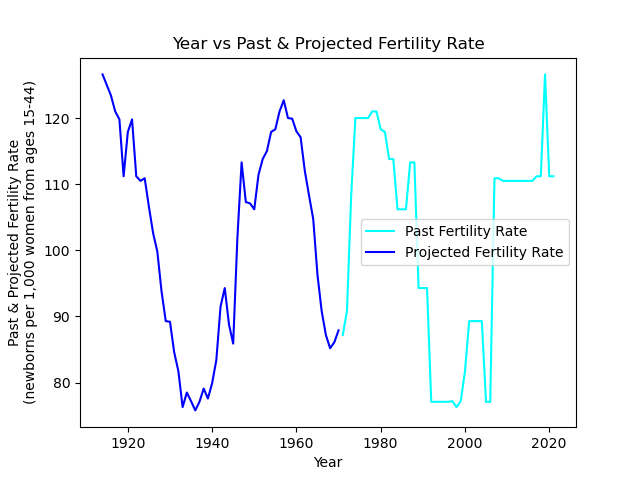 Year vs Past & Projected Fertility Rate
Past & Projected Fertility Rate
(newborns per 1,000 women from ages 15-44)
120
110
100
90
80
Past Fertility Rate
Projected Fertility Rate
1920
1940
1960
1980
2000
2020
Year